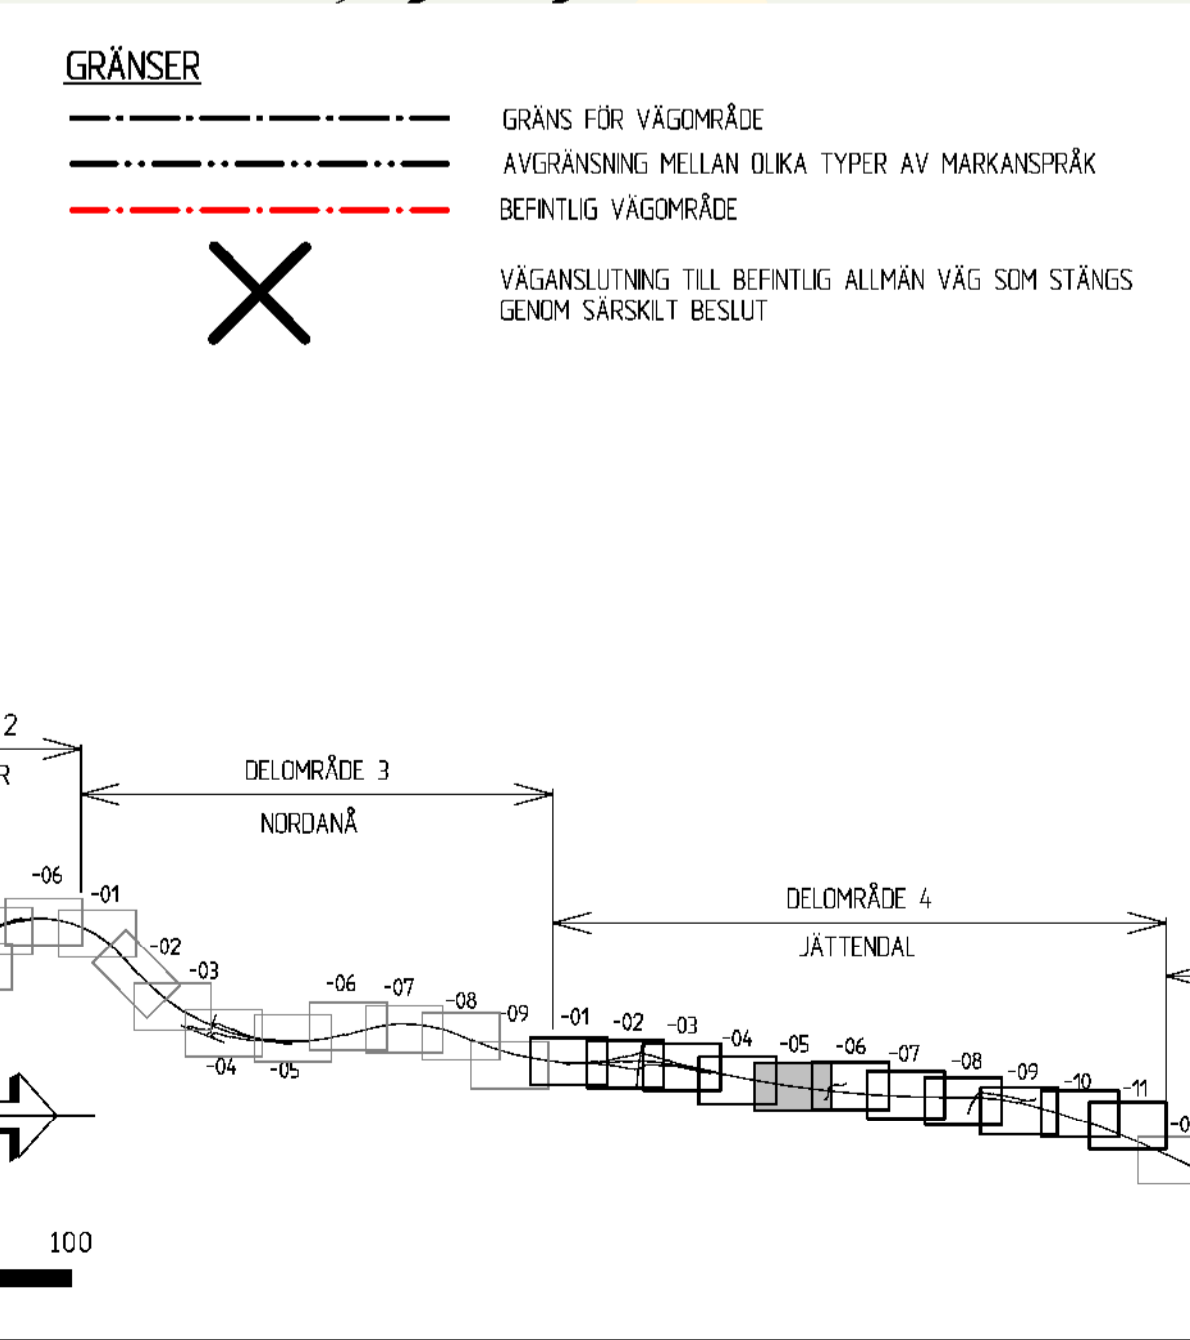 GRÄNSER
GRÄNS FÖR VÄGOMRÅDE
AVGRÄNSNING MELLAN OLIKA TYPER AV MARKANSPRÅK
BEFINTLIG VÄGOMRÅDE
VÄGANSLUTNING TILL BEFINTLIG ALLMÄN VÄG SOM STÄNGS
GENOM SÄRSKILT BESLUT
2
R
DELOMRÅDE 3
NORDANÅ
DELOMRÅDE 4
JÄTTENDAL
-06
-01
-02
-03
-04
-05
-06
-07
-08
-09
-01
-02
-03
-04
-05
-06
-07
-08
-09
-10
-11
-0
100